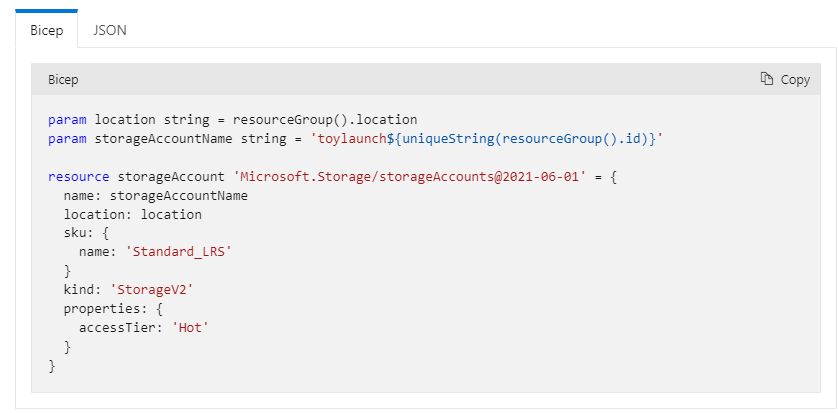 Bicep JSON
Bicep Copy
param location string = resourceGroup().location
param storageAccountName string = 'toylaunch${uniqueString(resourceGroup().id)}'
resource storageAccount 'Microsoft.Storage/storageAccounts@2021-06-01' = {
  name: storageAccountName
  location: location
  sku: {
    name: 'Standard_LRS'
  }
  kind: 'StorageV2'
  properties: {
    accessTier: 'Hot'
  }
}